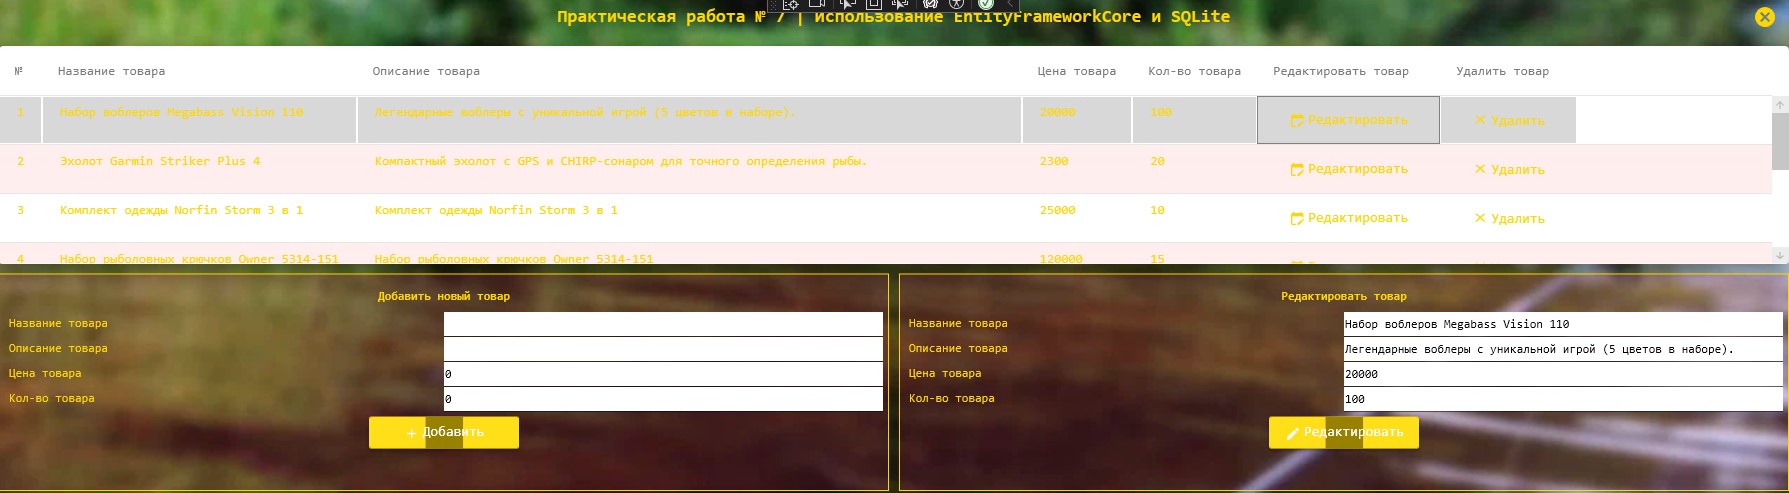 Практическая работа № 7 | Использование EntityFrameworkCore и SQLite
№ Название товара Описание товара Цена товара Кол-во товара Редактировать товар Удалить товар
1 Набор воблеров Megabass Vision 110 Легендарные воблеры с уникальной игрой (5 цветов в наборе). 20000 100 Редактировать Удалить
2 Эхолот Garmin Striker Plus 4 Компактный эхолот с GPS и CHIRP-сонаром для точного определения рыбы. 2300 20 Редактировать Удалить
3 Комплект одежды Norfin Storm 3 в 1 Комплект одежды Norfin Storm 3 в 1 25000 10 Редактировать Удалить
4 Набор рыболовных крючков Owner 5314-151 Набор рыболовных крючков Owner 5314-151 120000 15
Добавить новый товар
Название товара
Описание товара
Цена товара 0
Кол-во товара 0
Добавить
Редактировать товар
Название товара Набор воблеров Megabass Vision 110
Описание товара Легендарные воблеры с уникальной игрой (5 цветов в наборе).
Цена товара 20000
Кол-во товара 100
Редактировать